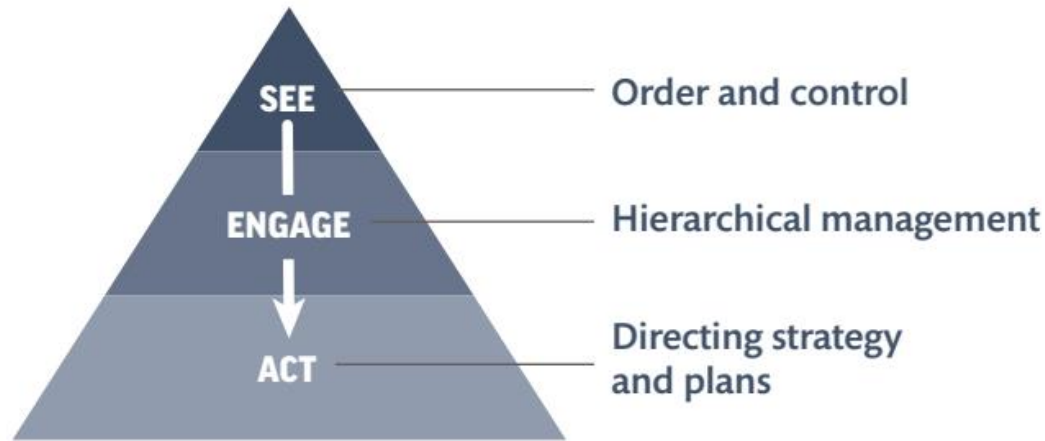 SEE
Order and control
ENGAGE
Hierarchical management
ACT
Directing strategy
and plans